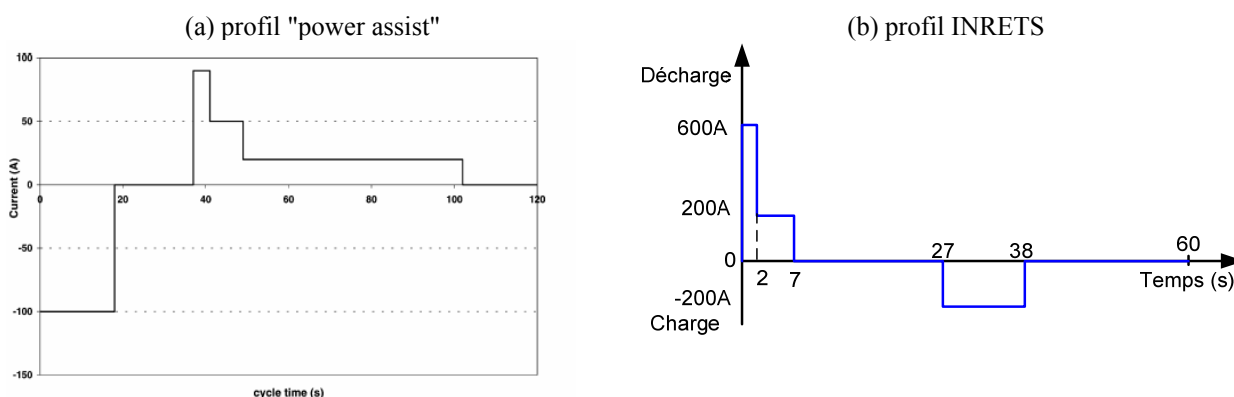 (a) profil "power assist"
100
50
0
-50
-100
-150
Current (A)
0 20 40 60 80 100 120
cycle time (s)
(b) profil INRETS
Décharge
600A
200A
0
-200A
Charge
2 7 27 38 60
Temps (s)